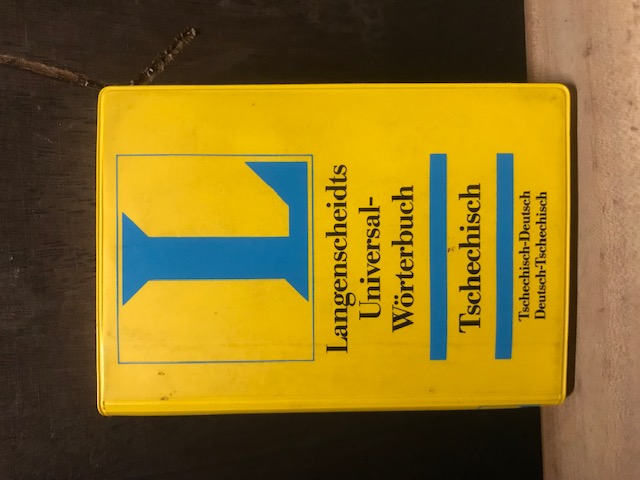 L
Langenscheidts
Universal-
Wörterbuch
Tschechisch
Tschechisch-Deutsch
Deutsch-Tschechisch